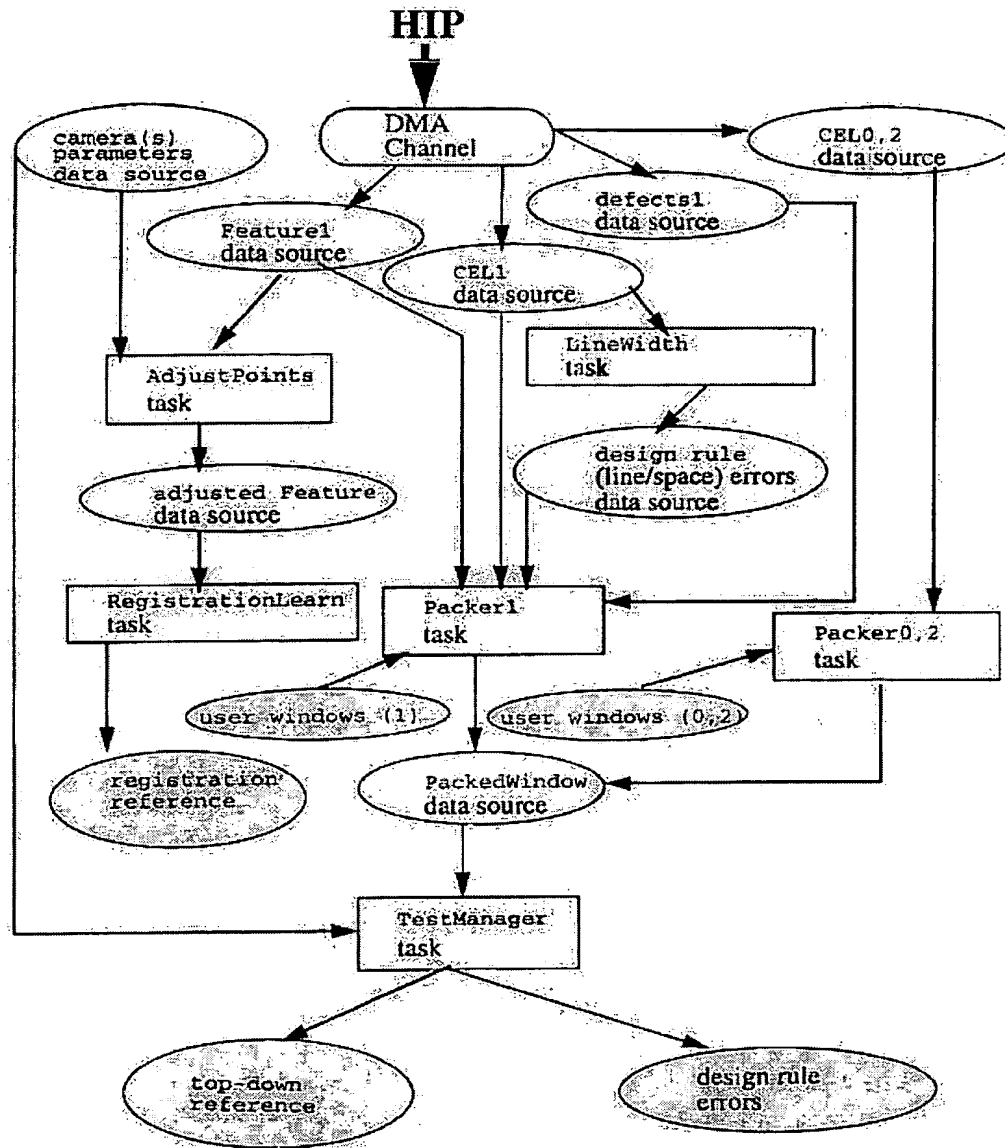 HIP
DMA
Channel
camera(s)
parameters
data source
CEL0,2
data source
defects1
data source
Feature1
data source
CEL1
data source
LineWidth
task
AdjustPoints
task
design rule
(line/space) errors
data source
adjusted Feature
data source
RegistrationLearn
task
Packer1
task
Packer0,2
task
user windows (1)
user windows (0,2)
registration
reference
PackedWindow
data source
TestManager
task
top-down
reference
design rule
errors